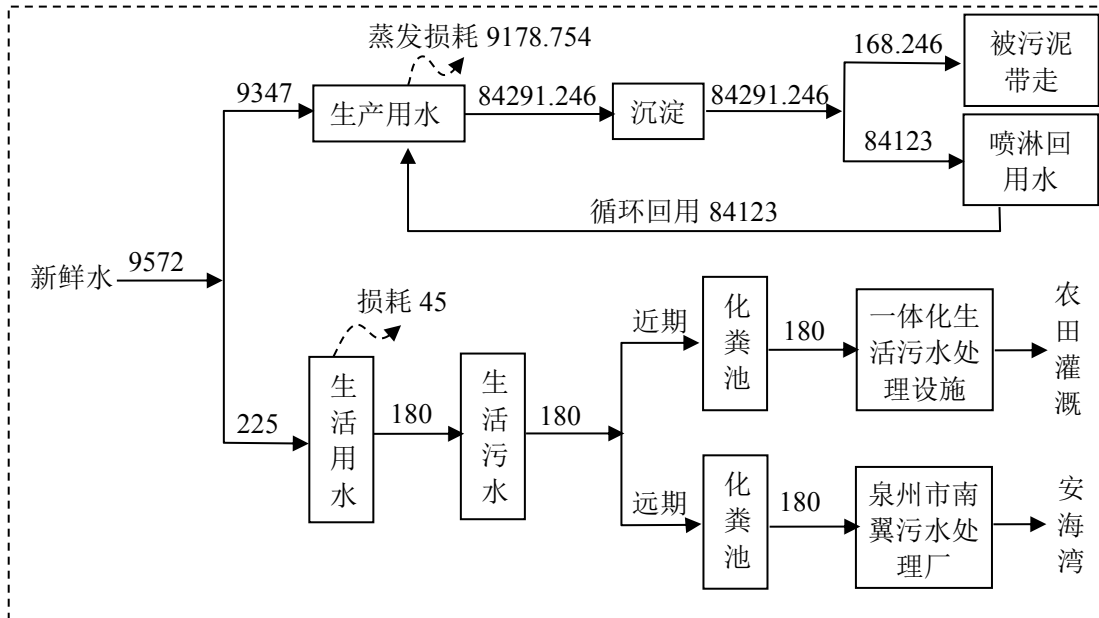 蒸发损耗 9178.754
9347
生产用水
84291.246
沉淀
84291.246
168.246
被污泥
带走
84123
喷淋回
用水
循环回用 84123
新鲜水
9572
损耗 45
225
生活用水
180
生活污水
180
近期
化粪池
180
一体化生
活污水处
理设施
农田灌溉
远期
化粪池
180
泉州市南
翼污水处
理厂
安海湾